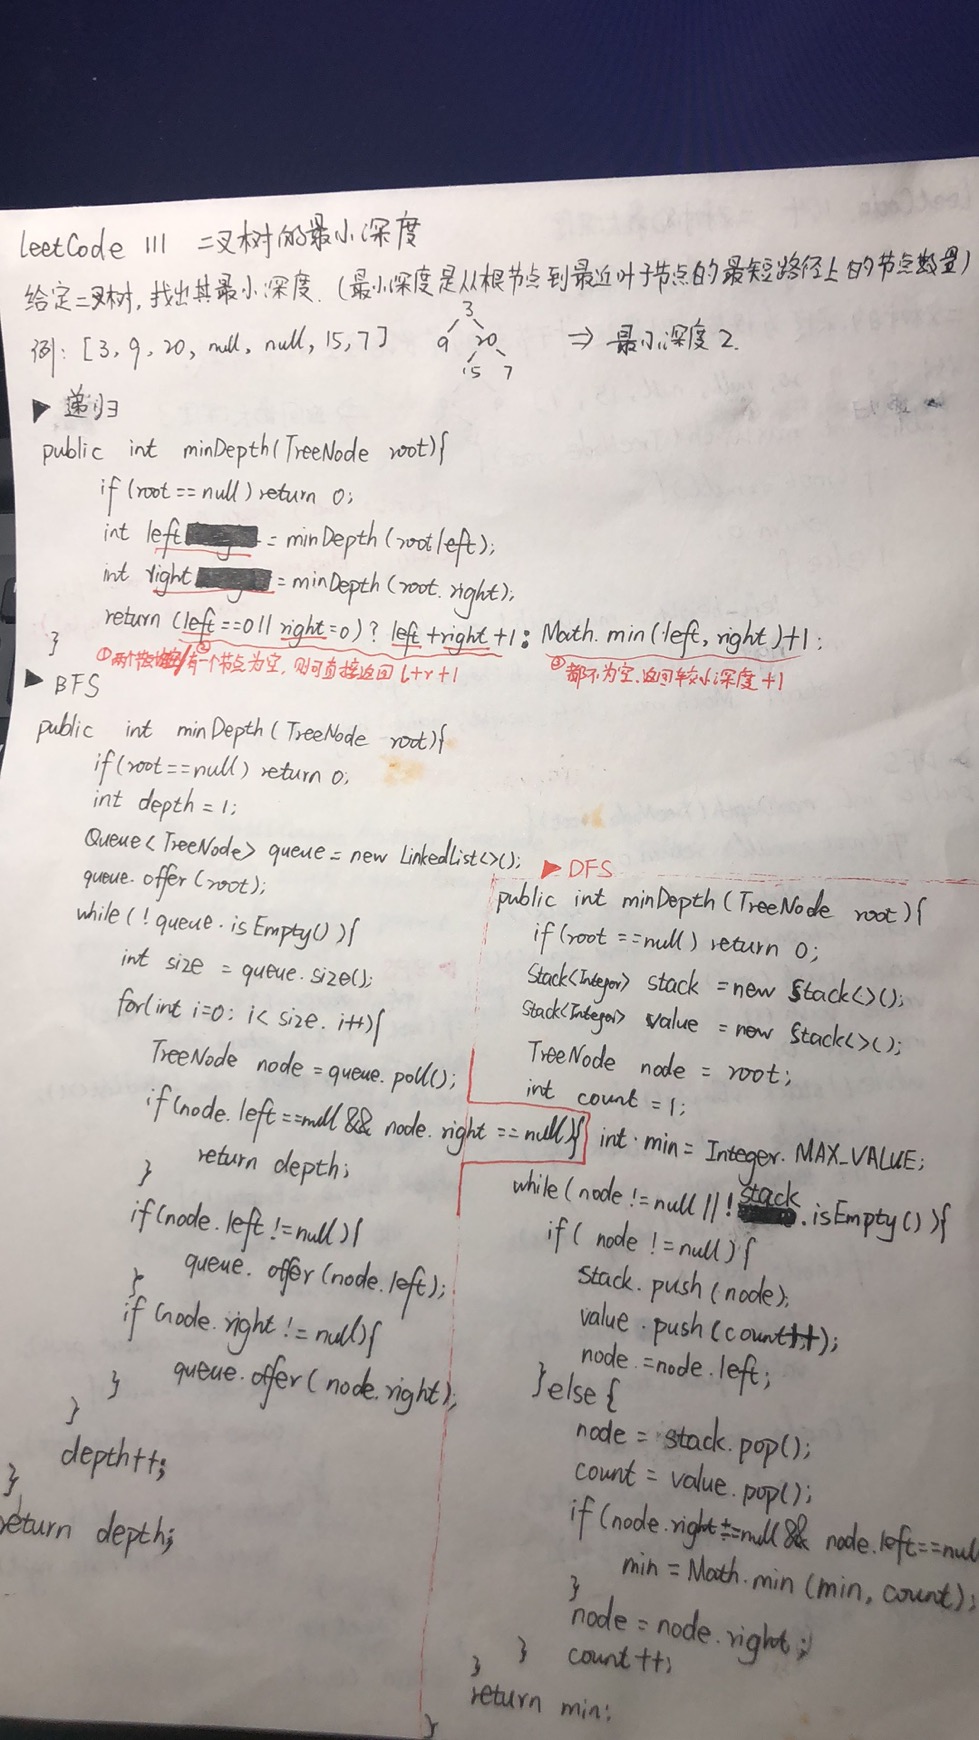 LeetCode 111 二叉树的最小深度
给定二叉树, 找出其最小深度. (最小深度是从根节点到最近叶子节点的最短路径上的节点数量)
例: [3, 9, 20, null, null, 15, 7]
3
9 20
15 7
⇒ 最小深度 2.
▶ 递归
public int minDepth(TreeNode root){
if (root == null) return 0;
int left = minDepth(root.left);
int right = minDepth(root.right);
return (left==0 || right=0)? left+right+1: Math.min(left, right)+1;
}
②有一个节点为空, 则可直接返回 l+r+1
③都不为空.返回较小深度+1
▶ BFS
public int minDepth(TreeNode root){
if(root==null) return 0;
int depth = 1;
Queue<TreeNode> queue = new LinkedList<>();
queue.offer(root);
while(!queue.isEmpty()){
int size = queue.size();
for(int i=0; i< size. i++){
TreeNode node = queue.poll();
if(node.left==null && node.right ==null){
return depth;
}
if(node.left !=null){
queue.offer(node.left);
}
if(node.right !=null){
queue.offer(node.right);
}
}
depth++;
}
return depth;
▶ DFS
public int minDepth(TreeNode root){
if(root ==null) return 0;
Stack<Integer> stack = new Stack<>();
Stack<Integer> value = new Stack<>();
TreeNode node = root;
int count =1;
int min = Integer.MAX_VALUE;
while(node !=null || !stack.isEmpty()){
if( node !=null){
stack.push(node);
value.push(count++);
node.=node.left;
}else{
node = stack.pop();
count = value.pop();
if(node.right==null && node.left==null
min = Math.min(min, count);
}
node = node.right;
count++;
}
}
return min;
}